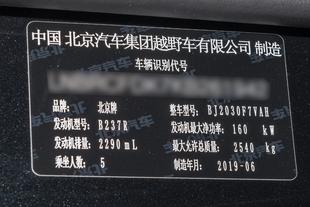 中国 北京汽车集团越野车有限公司 制造
车辆识别代号
品牌：北京牌 整车型号：BJ2030F7VAH
发动机型号：B237R 发动机最大净功率：160 kW
发动机排量：2290 mL 最大允许总质量：2540 kg
乘坐人数：5 制造年月：2019-06